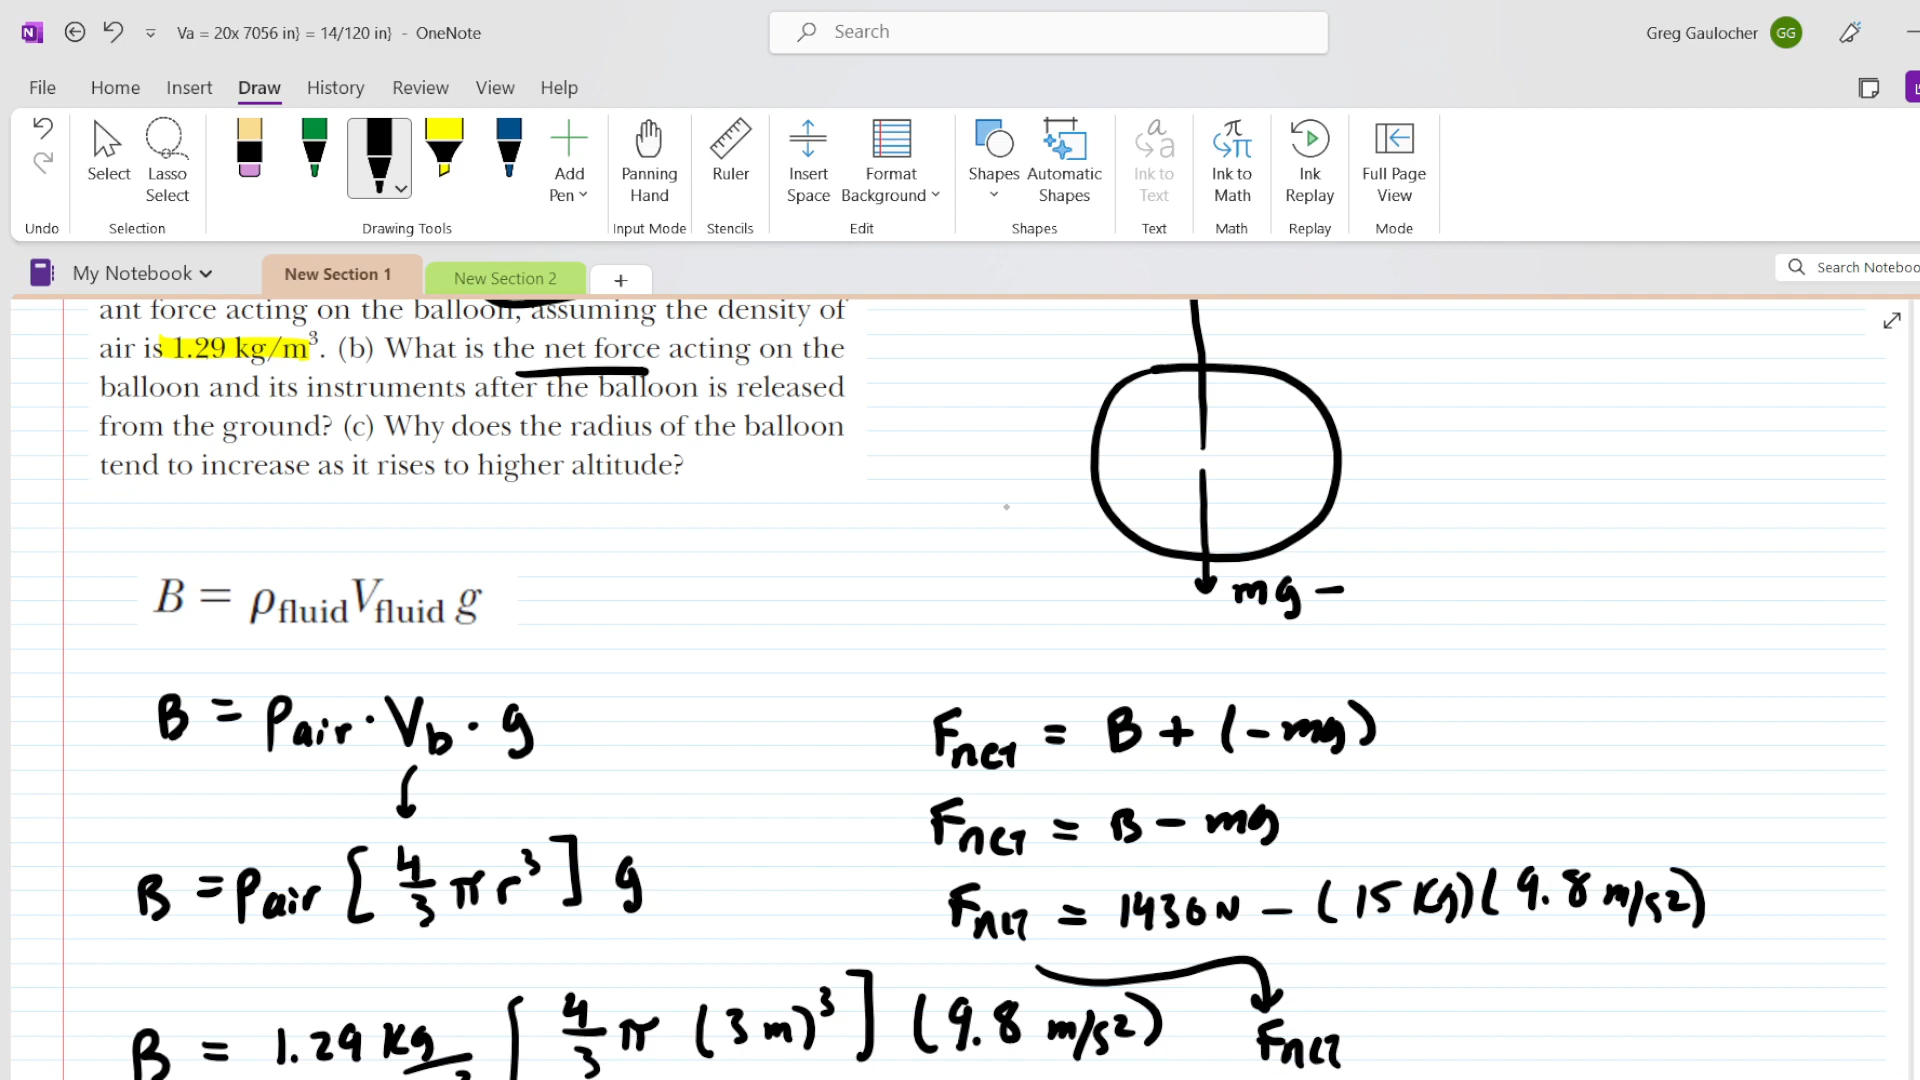 Va = 20x 7056 in} = 14/120 in} - OneNote
Search
Greg Gaulocher GG
File Home Insert Draw History Review View Help
Select
Lasso Select
Add Pen
Panning Hand
Ruler
Insert Space
Format Background
Shapes
Automatic Shapes
Ink to Text
Ink to Math
Ink Replay
Full Page View
Undo Selection Drawing Tools Input Mode Stencils Edit Shapes Text Math Replay Mode
My Notebook New Section 1 New Section 2 + Search Noteboo
ant force acting on the balloon, assuming the density of
air is 1.29 kg/m³. (b) What is the net force acting on the
balloon and its instruments after the balloon is released
from the ground? (c) Why does the radius of the balloon
tend to increase as it rises to higher altitude?
mg -
B = ρfluid Vfluid g
B = Pair · Vb · g
B = Pair [ 4/3 π r³ ] g
B = 1.29 Kg [ 4/3 π (3 m)³ ] (9.8 m/s2)
FNET = B + (- mg)
FNET = B - mg
FNET = 1430 N - (15 Kg)(9.8 m/s2)
FNET